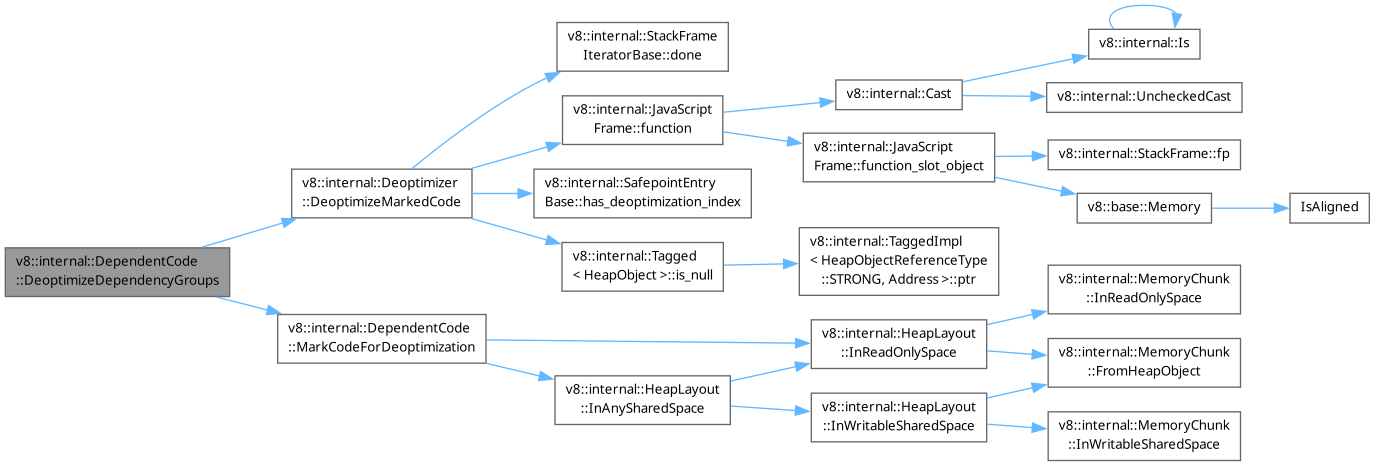 v8::internal::DependentCode
::DeoptimizeDependencyGroups
v8::internal::Deoptimizer
::DeoptimizeMarkedCode
v8::internal::StackFrame
IteratorBase::done
v8::internal::JavaScript
Frame::function
v8::internal::SafepointEntry
Base::has_deoptimization_index
v8::internal::Tagged
< HeapObject >::is_null
v8::internal::Cast
v8::internal::JavaScript
Frame::function_slot_object
v8::internal::TaggedImpl
< HeapObjectReferenceType
::STRONG, Address >::ptr
v8::internal::Is
v8::internal::UncheckedCast
v8::internal::StackFrame::fp
v8::base::Memory
IsAligned
v8::internal::DependentCode
::MarkCodeForDeoptimization
v8::internal::HeapLayout
::InAnySharedSpace
v8::internal::HeapLayout
::InReadOnlySpace
v8::internal::HeapLayout
::InWritableSharedSpace
v8::internal::MemoryChunk
::InReadOnlySpace
v8::internal::MemoryChunk
::FromHeapObject
v8::internal::MemoryChunk
::InWritableSharedSpace